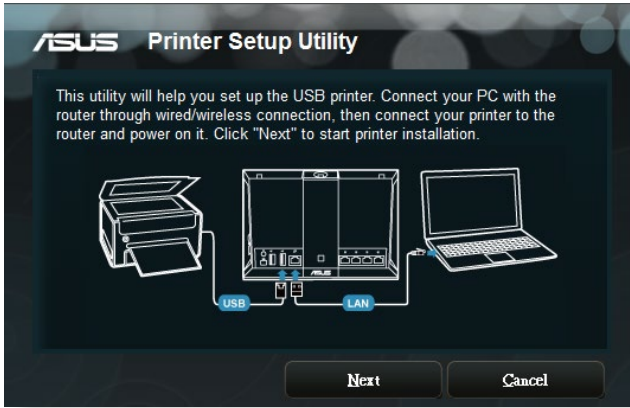 ASUS Printer Setup Utility
This utility will help you set up the USB printer. Connect your PC with the
router through wired/wireless connection, then connect your printer to the
router and power on it. Click "Next" to start printer installation.
ASUS
USB
LAN
Next
Cancel